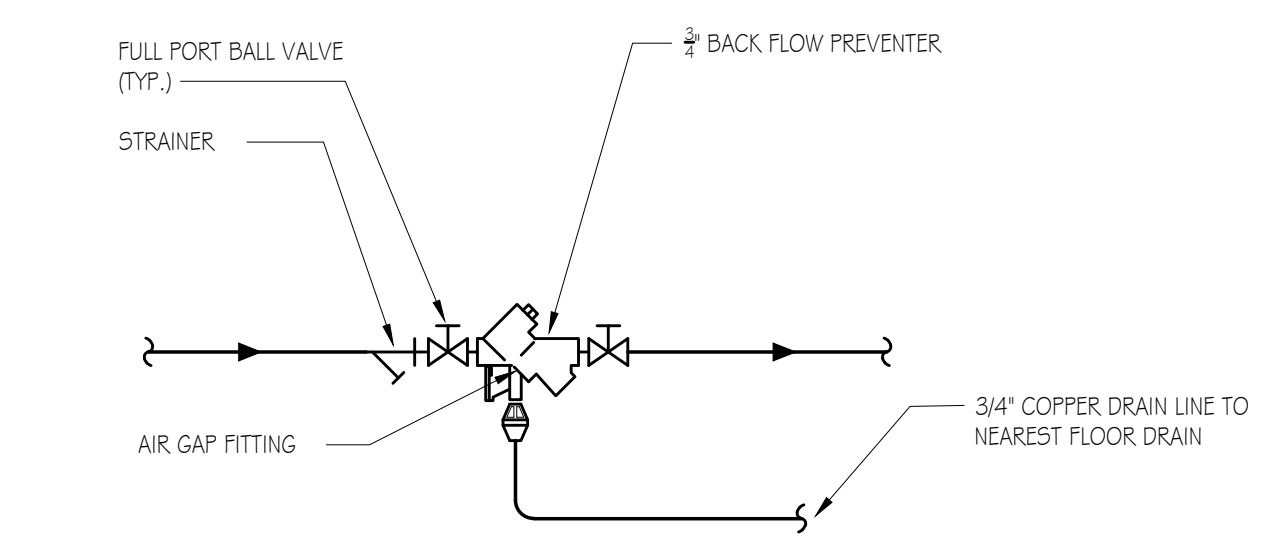 FULL PORT BALL VALVE
(TYP.)
3/4" BACK FLOW PREVENTER
STRAINER
AIR GAP FITTING
3/4" COPPER DRAIN LINE TO
NEAREST FLOOR DRAIN